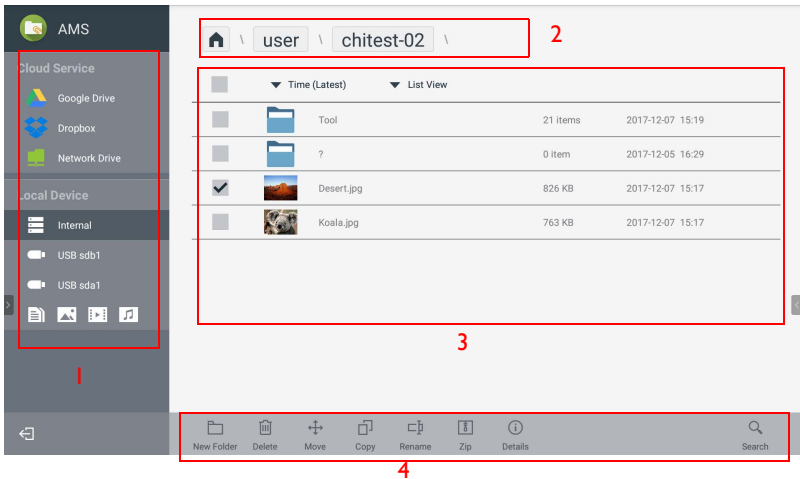 AMS
Cloud Service
Google Drive
Dropbox
Network Drive
Local Device
Internal
USB sdb1
USB sda1
1
\ user \ chitest-02 \
2
Time (Latest) List View
Tool 21 items 2017-12-07 15:19
? 0 item 2017-12-05 16:29
Desert.jpg 826 KB 2017-12-07 15:17
Koala.jpg 763 KB 2017-12-07 15:17
3
New Folder Delete Move Copy Rename Zip Details Search
4